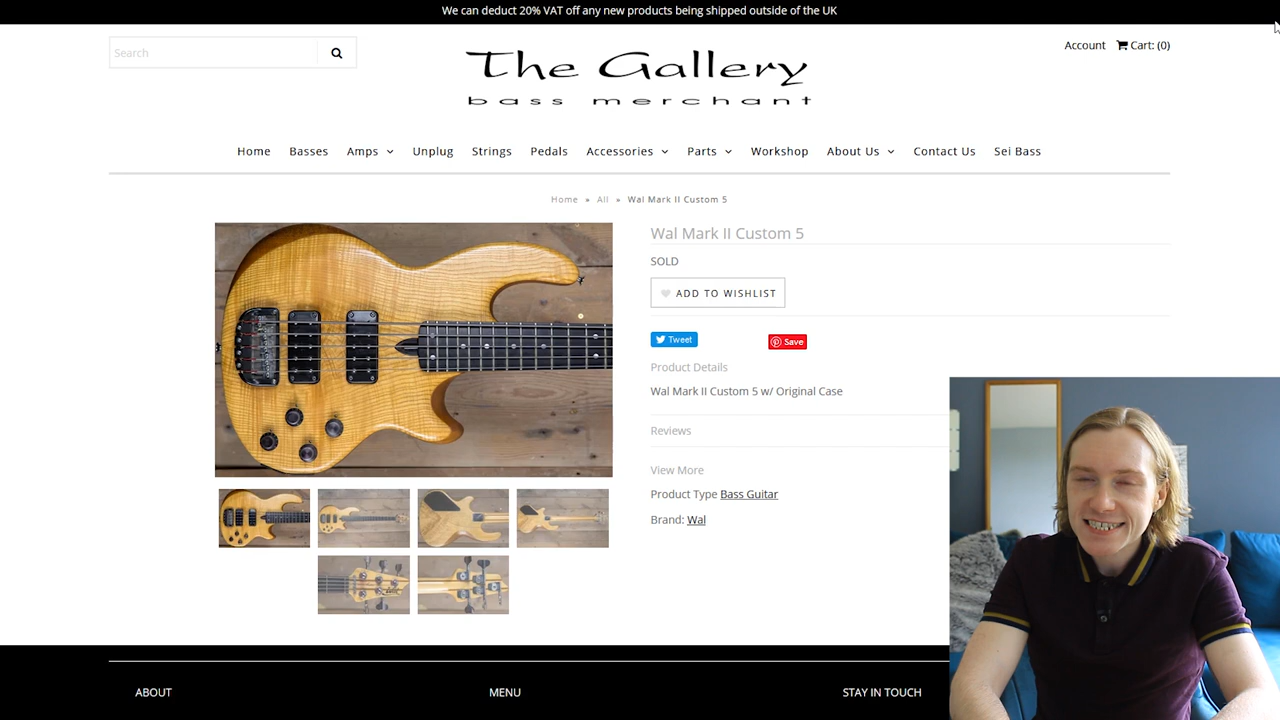 We can deduct 20% VAT off any new products being shipped outside of the UK
Search
Account Cart: (0)
The Gallery
bass merchant
Home Basses Amps Unplug Strings Pedals Accessories Parts Workshop About Us Contact Us Sei Bass
Home » All » Wal Mark II Custom 5
Wal Mark II Custom 5
SOLD
ADD TO WISHLIST
Tweet Save
Product Details
Wal Mark II Custom 5 w/ Original Case
Reviews
View More
Product Type Bass Guitar
Brand: Wal
ABOUT MENU STAY IN TOUCH